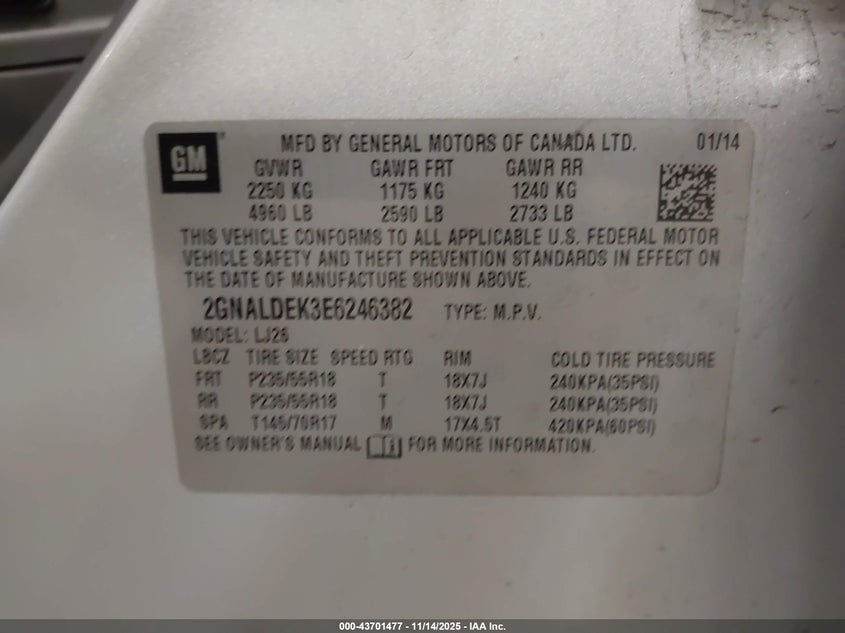 GM
MFD BY GENERAL MOTORS OF CANADA LTD. 01/14
GVWR GAWR FRT GAWR RR
2250 KG 1175 KG 1240 KG
4960 LB 2590 LB 2733 LB
THIS VEHICLE CONFORMS TO ALL APPLICABLE U.S. FEDERAL MOTOR
VEHICLE SAFETY AND THEFT PREVENTION STANDARDS IN EFFECT ON
THE DATE OF MANUFACTURE SHOWN ABOVE.
2GNALDEK3E6246382 TYPE: M.P.V.
MODEL: LJ26
LBCZ TIRE SIZE SPEED RTG RIM COLD TIRE PRESSURE
FRT P235/55R18 T 18X7J 240KPA(35PSI)
RR P235/55R18 T 18X7J 240KPA(35PSI)
SPA T145/70R17 M 17X4.5T 420KPA(60PSI)
SEE OWNER'S MANUAL FOR MORE INFORMATION.
000-43701477 - 11/14/2025 - IAA Inc.